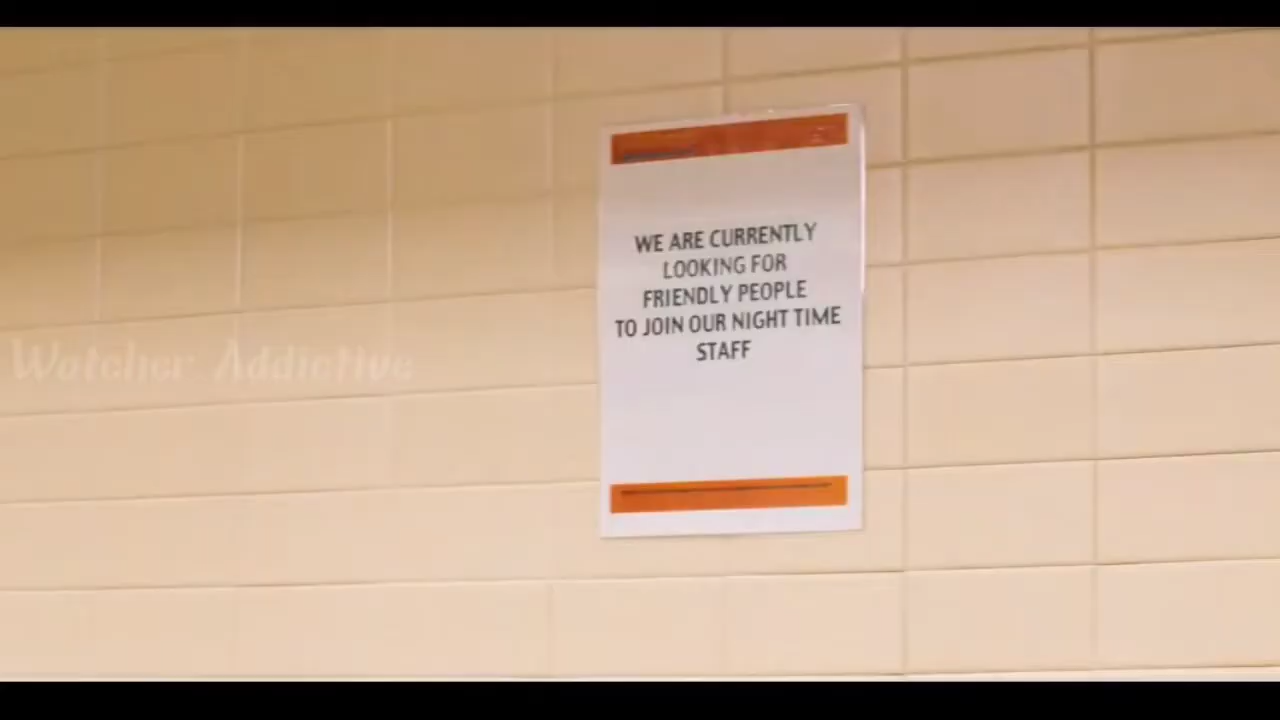 WE ARE CURRENTLY
LOOKING FOR
FRIENDLY PEOPLE
TO JOIN OUR NIGHT TIME
STAFF
Watcher Addictive